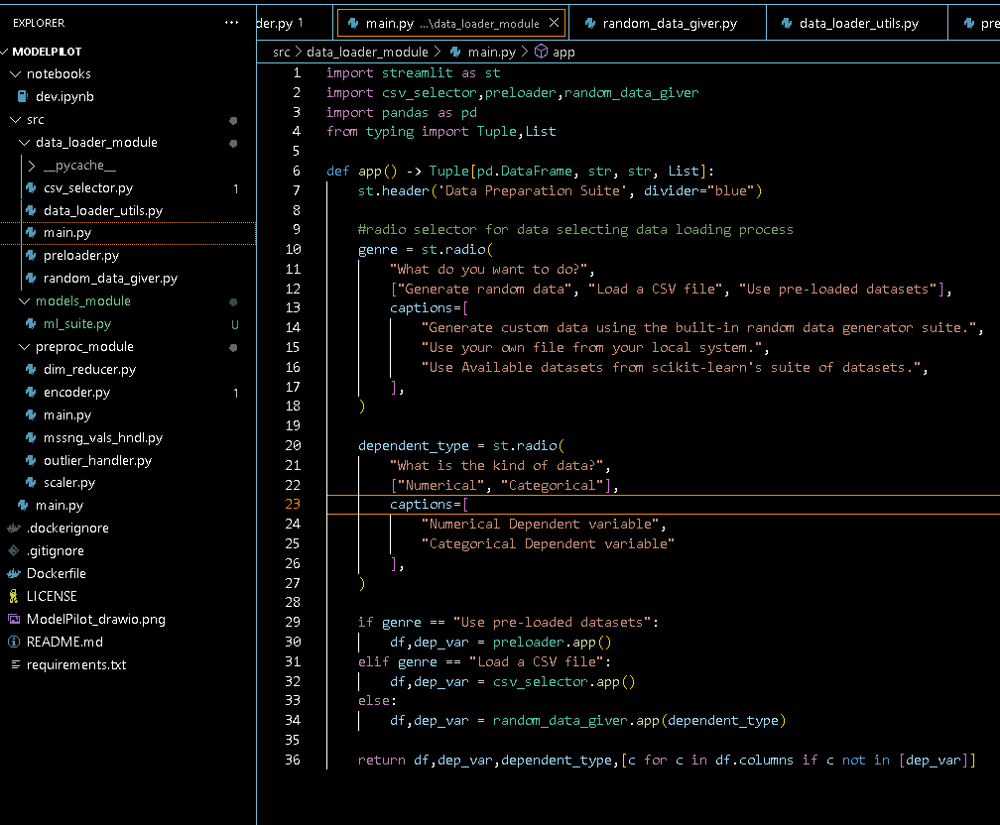 EXPLORER
...
MODELPILOT
notebooks
dev.ipynb
src
data_loader_module
__pycache__
csv_selector.py 1
data_loader_utils.py
main.py
preloader.py
random_data_giver.py
models_module
ml_suite.py U
preproc_module
dim_reducer.py
encoder.py 1
main.py
mssng_vals_hndl.py
outlier_handler.py
scaler.py
main.py
.dockerignore
.gitignore
Dockerfile
LICENSE
ModelPilot_drawio.png
README.md
requirements.txt
der.py 1
main.py ...\data_loader_module
random_data_giver.py
data_loader_utils.py
pre
src > data_loader_module > main.py > app
1 import streamlit as st
2 import csv_selector,preloader,random_data_giver
3 import pandas as pd
4 from typing import Tuple,List
5
6 def app() -> Tuple[pd.DataFrame, str, str, List]:
7     st.header('Data Preparation Suite', divider="blue")
8
9     #radio selector for data selecting data loading process
10     genre = st.radio(
11         "What do you want to do?",
12         ["Generate random data", "Load a CSV file", "Use pre-loaded datasets"],
13         captions=[
14             "Generate custom data using the built-in random data generator suite.",
15             "Use your own file from your local system.",
16             "Use Available datasets from scikit-learn's suite of datasets.",
17         ],
18     )
19
20     dependent_type = st.radio(
21         "What is the kind of data?",
22         ["Numerical", "Categorical"],
23         captions=[
24             "Numerical Dependent variable",
25             "Categorical Dependent variable"
26         ],
27     )
28
29     if genre == "Use pre-loaded datasets":
30         df,dep_var = preloader.app()
31     elif genre == "Load a CSV file":
32         df,dep_var = csv_selector.app()
33     else:
34         df,dep_var = random_data_giver.app(dependent_type)
35
36     return df,dep_var,dependent_type,[c for c in df.columns if c not in [dep_var]]